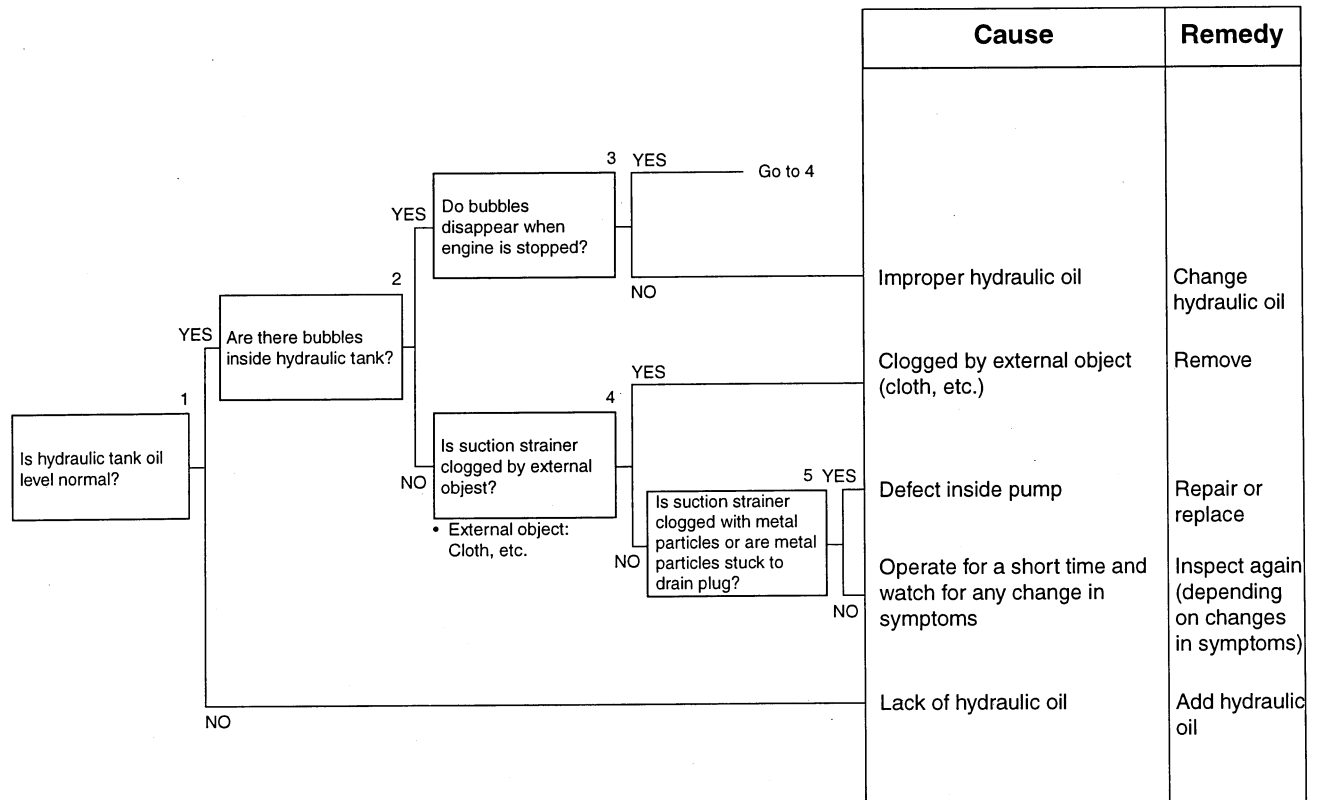 Cause
Remedy
3
YES
Go to 4
Do bubbles
disappear when
engine is stopped?
YES
NO
Improper hydraulic oil
Change
hydraulic oil
2
YES
Are there bubbles
inside hydraulic tank?
YES
Clogged by external object
(cloth, etc.)
Remove
1
Is hydraulic tank oil
level normal?
4
Is suction strainer
clogged by external
objest?
NO
• External object:
Cloth, etc.
5
YES
Is suction strainer
clogged with metal
particles or are metal
particles stuck to
drain plug?
NO
Defect inside pump
Repair or
replace
NO
Operate for a short time and
watch for any change in
symptoms
Inspect again
(depending
on changes
in symptoms)
NO
Lack of hydraulic oil
Add hydraulic
oil